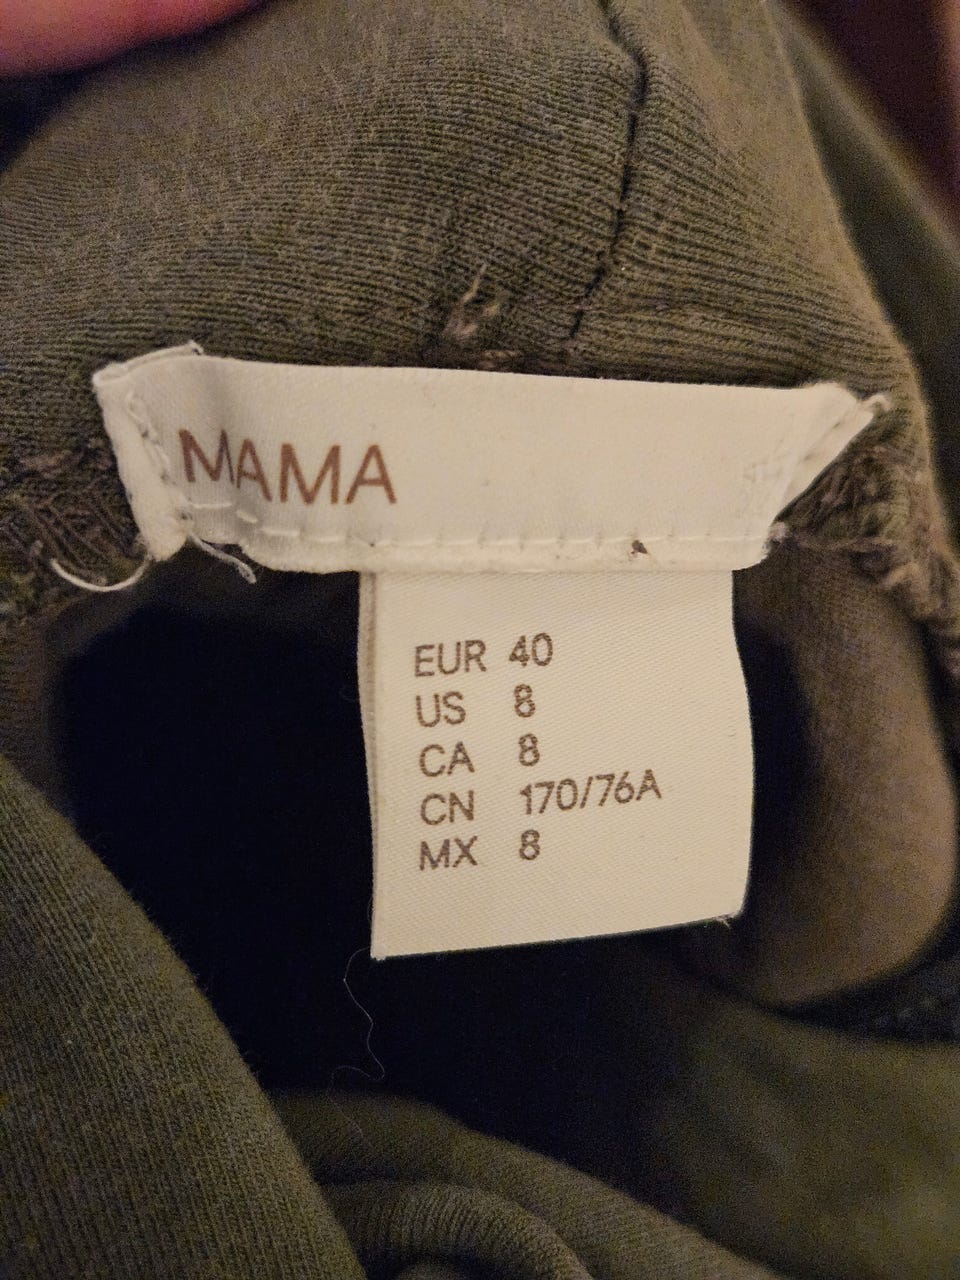 MAMA
EUR 40
US 8
CA 8
CN 170/76A
MX 8